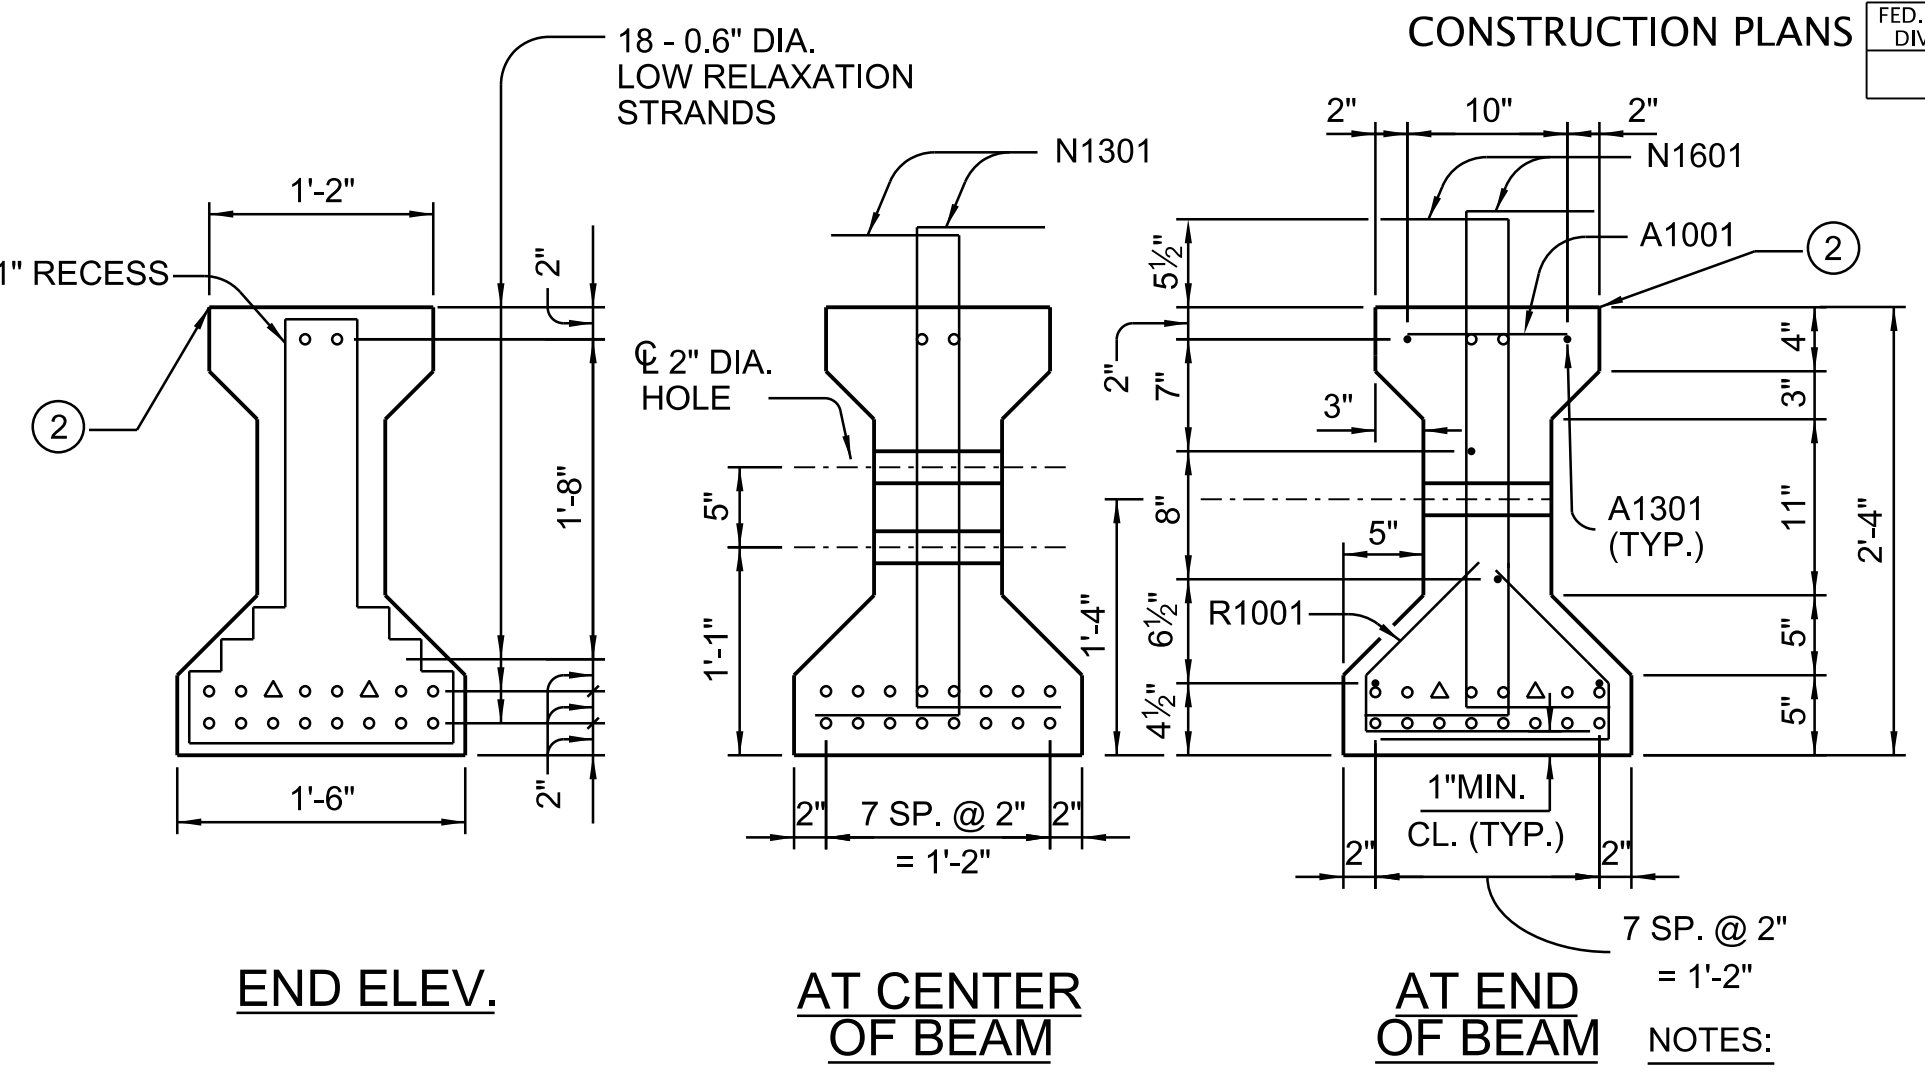 CONSTRUCTION PLANS
FED.
DIV
18 - 0.6" DIA.
LOW RELAXATION
STRANDS
1'-2"
1" RECESS
2
2"
1'-8"
2"
1'-6"
END ELEV.
N1301
℄ 2" DIA.
HOLE
5"
1'-1"
1'-4"
2"
7 SP. @ 2"
= 1'-2"
2"
AT CENTER
OF BEAM
2"
10"
2"
N1601
A1001
2
5½"
2"
7"
8"
6½"
4½"
3"
5"
R1001
A1301
(TYP.)
4"
3"
11"
5"
5"
2'-4"
1"MIN.
CL. (TYP.)
2"
2"
7 SP. @ 2"
= 1'-2"
AT END
OF BEAM
NOTES: